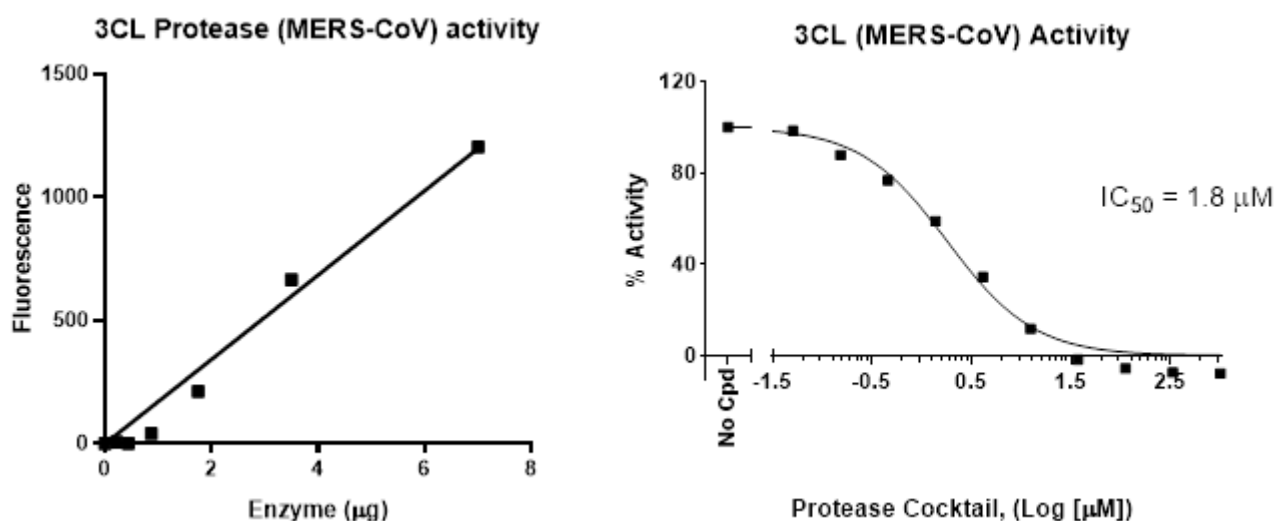 3CL Protease (MERS-CoV) activity
1500
1000
500
0
Fluorescence
0 2 4 6 8
Enzyme (μg)
3CL (MERS-CoV) Activity
120
80
40
0
% Activity
IC50 = 1.8 μM
No Cpd
-1.5 -0.5 0.5 1.5 2.5
Protease Cocktail, (Log [μM])